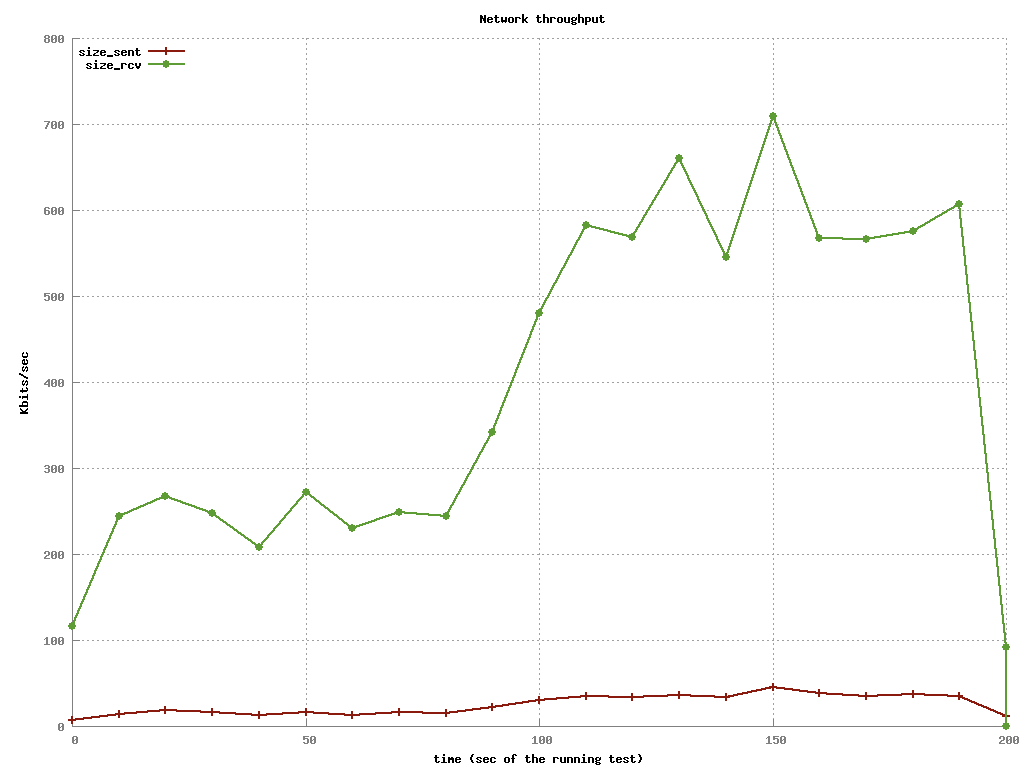 Network throughput
800
size_sent
size_rcv
700
600
500
400
Kbits/sec
300
200
100
0
0 50 100 150 200
time (sec of the running test)